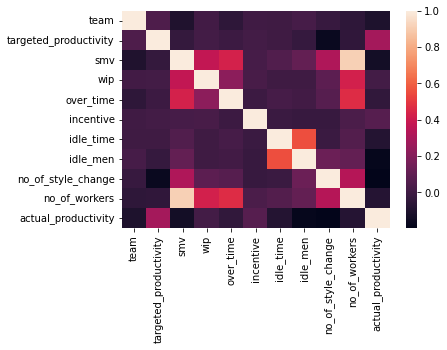 team
targeted_productivity
smv
wip
over_time
incentive
idle_time
idle_men
no_of_style_change
no_of_workers
actual_productivity
team
targeted_productivity
smv
wip
over_time
incentive
idle_time
idle_men
no_of_style_change
no_of_workers
actual_productivity
1.0
0.8
0.6
0.4
0.2
0.0